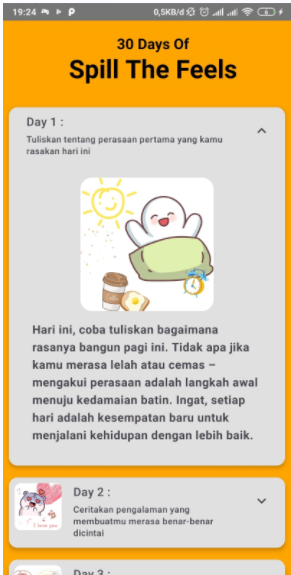 19:24
0,5KB/d
30 Days Of
Spill The Feels
Day 1 :
Tuliskan tentang perasaan pertama yang kamu
rasakan hari ini
Hari ini, coba tuliskan bagaimana
rasanya bangun pagi ini. Tidak apa jika
kamu merasa lelah atau cemas –
mengakui perasaan adalah langkah awal
menuju kedamaian batin. Ingat, setiap
hari adalah kesempatan baru untuk
menjalani kehidupan dengan lebih baik.
Day 2 :
Ceritakan pengalaman yang
membuatmu merasa benar-benar
dicintai
I love you
Day 3 :